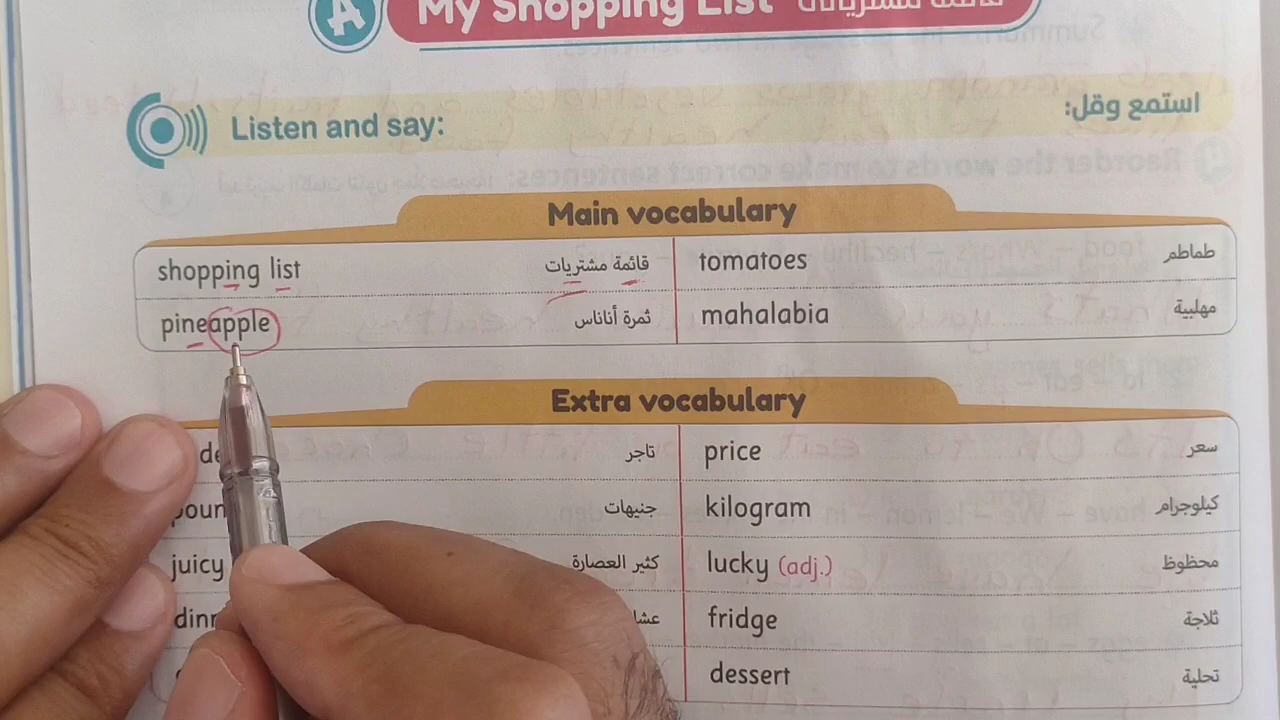 A My Shopping List قائمة مشتريات
Listen and say: استمع وقل:
Main vocabulary
shopping list قائمة مشتريات tomatoes طماطم
pineapple ثمرة أناناس mahalabia مهلبية
Extra vocabulary
تاجر price سعر
جنيهات kilogram كيلوجرام
juicy كثير العصارة lucky (adj.) محظوظ
fridge ثلاجة
dessert تحلية